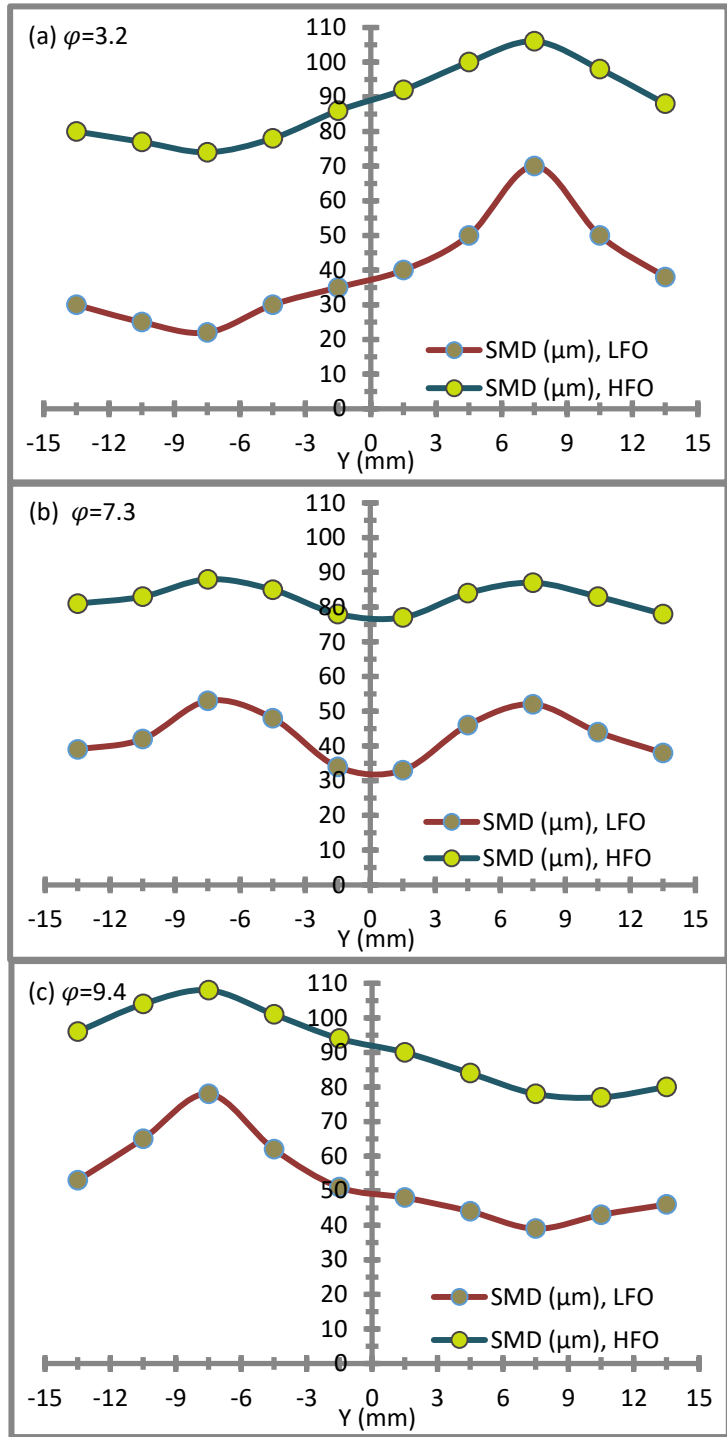 (a) 𝜑=3.2
110
100
90
80
70
60
50
40
30
20
10
0
SMD (µm), LFO
SMD (µm), HFO
-15 -12 -9 -6 -3 0 3 6 9 12 15
Y (mm)
(b) 𝜑=7.3
110
100
90
80
70
60
50
40
30
20
10
0
SMD (µm), LFO
SMD (µm), HFO
-15 -12 -9 -6 -3 0 3 6 9 12 15
Y (mm)
(c) 𝜑=9.4
110
100
90
80
70
60
50
40
30
20
10
0
SMD (µm), LFO
SMD (µm), HFO
-15 -12 -9 -6 -3 0 3 6 9 12 15
Y (mm)